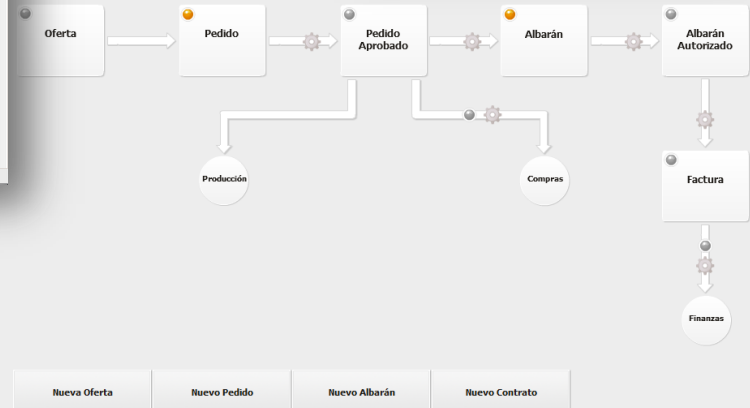 Oferta
Pedido
Pedido
Aprobado
Albarán
Albarán
Autorizado
Producción
Compras
Factura
Finanzas
Nueva Oferta
Nuevo Pedido
Nuevo Albarán
Nuevo Contrato